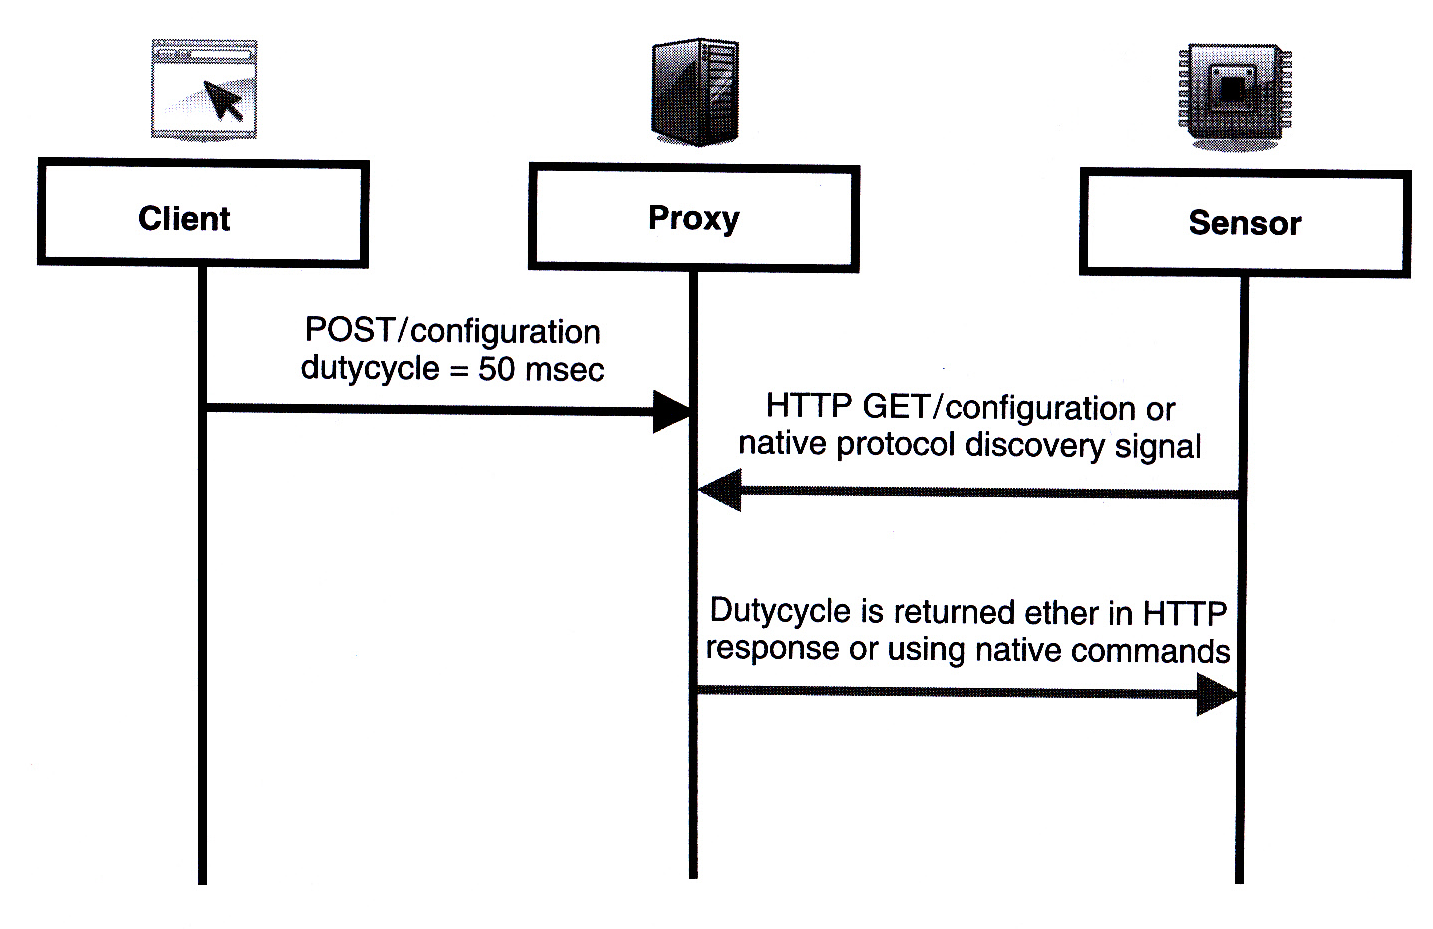 Client
Proxy
Sensor
POST/configuration
dutycycle = 50 msec
HTTP GET/configuration or
native protocol discovery signal
Dutycycle is returned ether in HTTP
response or using native commands